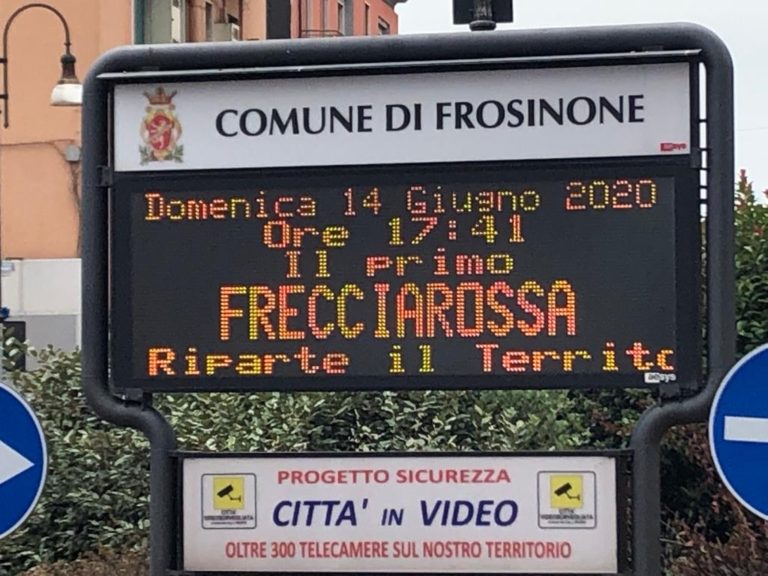 COMUNE DI FROSINONE
Domenica 14 Giugno 2020
Ore 17:41
Il primo
FRECCIAROSSA
Riparte il Territo
PROGETTO SICUREZZA
CITTA' IN VIDEO
OLTRE 300 TELECAMERE SUL NOSTRO TERRITORIO